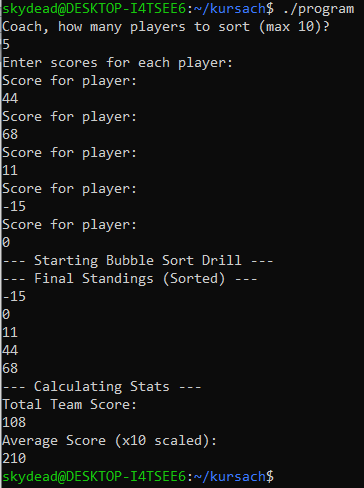 skydead@DESKTOP-I4TSEE6:~/kursach$ ./program
Coach, how many players to sort (max 10)?
5
Enter scores for each player:
Score for player:
44
Score for player:
68
Score for player:
11
Score for player:
-15
Score for player:
0
--- Starting Bubble Sort Drill ---
--- Final Standings (Sorted) ---
-15
0
11
44
68
--- Calculating Stats ---
Total Team Score:
108
Average Score (x10 scaled):
210
skydead@DESKTOP-I4TSEE6:~/kursach$